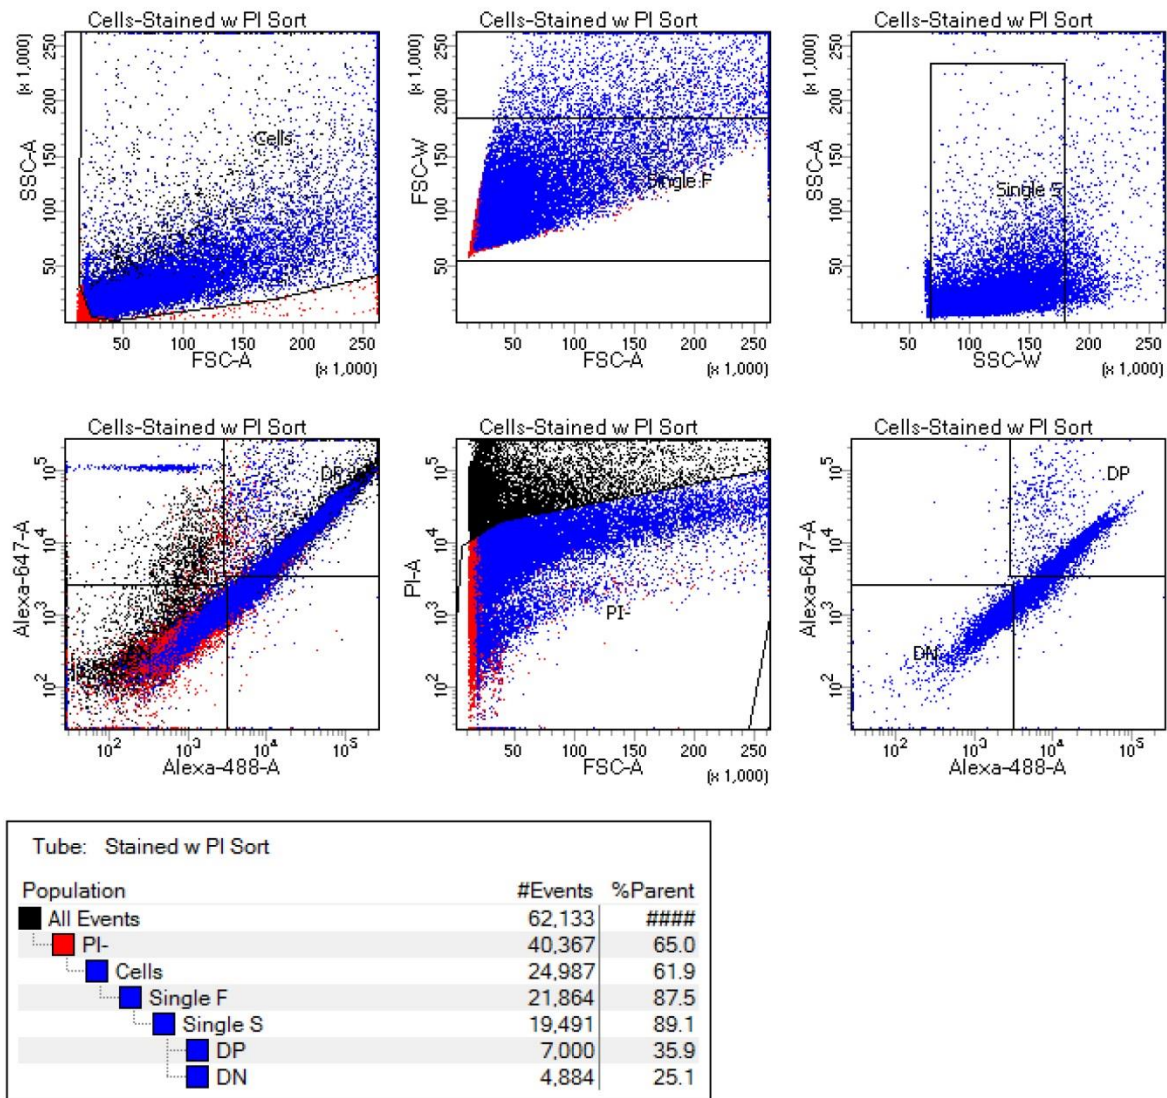 Cells-Stained w PI Sort
(x 1,000)
SSC-A
250
200
150
100
50
Cells
50 100 150 200 250
FSC-A
(x 1,000)
Cells-Stained w PI Sort
(x 1,000)
FSC-W
250
200
150
100
50
Single F
50 100 150 200 250
FSC-A
(x 1,000)
Cells-Stained w PI Sort
(x 1,000)
SSC-A
250
200
150
100
50
Single S
50 100 150 200 250
SSC-W
(x 1,000)
Cells-Stained w PI Sort
Alexa-647-A
10^5
10^4
10^3
10^2
DP
DN
10^2 10^3 10^4 10^5
Alexa-488-A
Cells-Stained w PI Sort
PI-A
10^5
10^4
10^3
10^2
PI-
50 100 150 200 250
FSC-A
(x 1,000)
Cells-Stained w PI Sort
Alexa-647-A
10^5
10^4
10^3
10^2
DP
DN
10^2 10^3 10^4 10^5
Alexa-488-A
Tube: Stained w PI Sort
Population #Events %Parent
All Events 62,133 ####
PI- 40,367 65.0
Cells 24,987 61.9
Single F 21,864 87.5
Single S 19,491 89.1
DP 7,000 35.9
DN 4,884 25.1